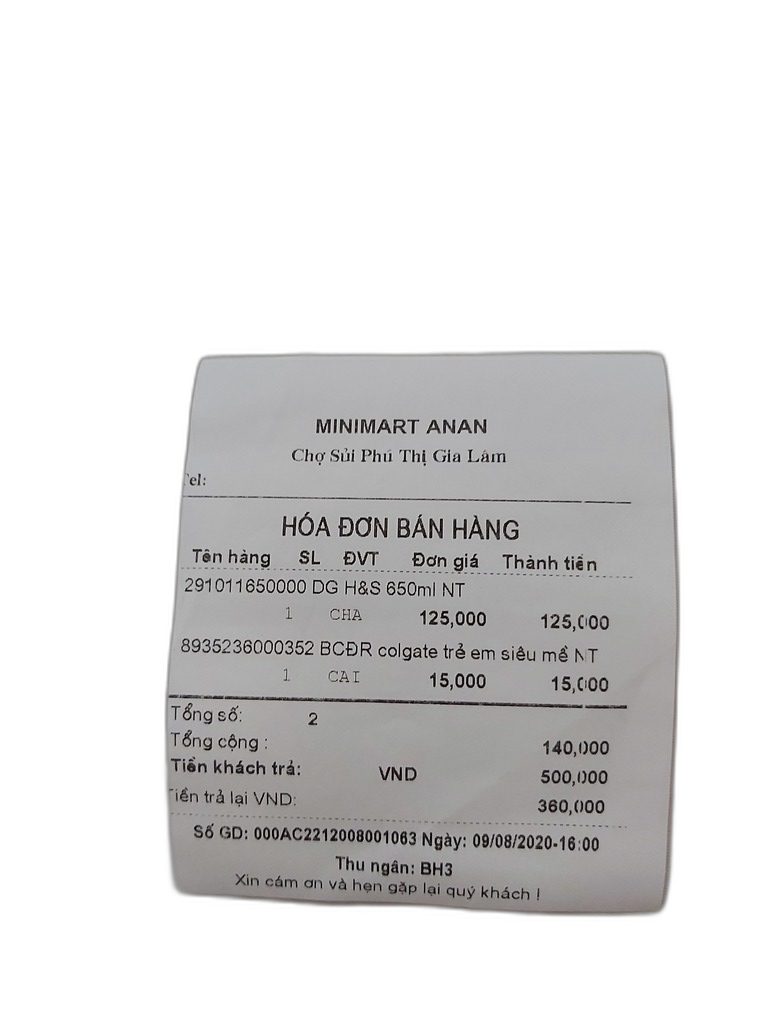 MINIMART ANAN
Chợ Sủi Phú Thị Gia Lâm
Tel:
HÓA ĐƠN BÁN HÀNG
Tên hàng SL ĐVT Đơn giá Thành tiền
291011650000 DG H&S 650ml NT
1 CHA 125,000 125,000
8935236000352 BCĐR colgate trẻ em siêu mề NT
1 CAI 15,000 15,000
Tổng số: 2
Tổng cộng : 140,000
Tiền khách trả: VND 500,000
Tiền trả lại VND: 360,000
Số GD: 000AC2212008001063 Ngày: 09/08/2020-16:00
Thu ngân: BH3
Xin cám ơn và hẹn gặp lại quý khách !